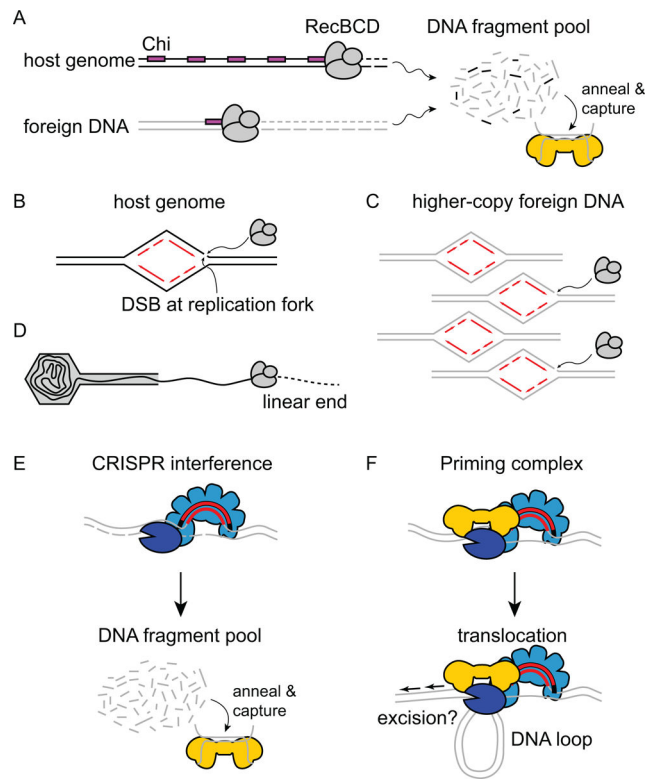 A
Chi
RecBCD
DNA fragment pool
host genome
anneal &
capture
foreign DNA
B
host genome
DSB at replication fork
C
higher-copy foreign DNA
D
linear end
E
CRISPR interference
DNA fragment pool
anneal &
capture
F
Priming complex
translocation
excision?
DNA loop